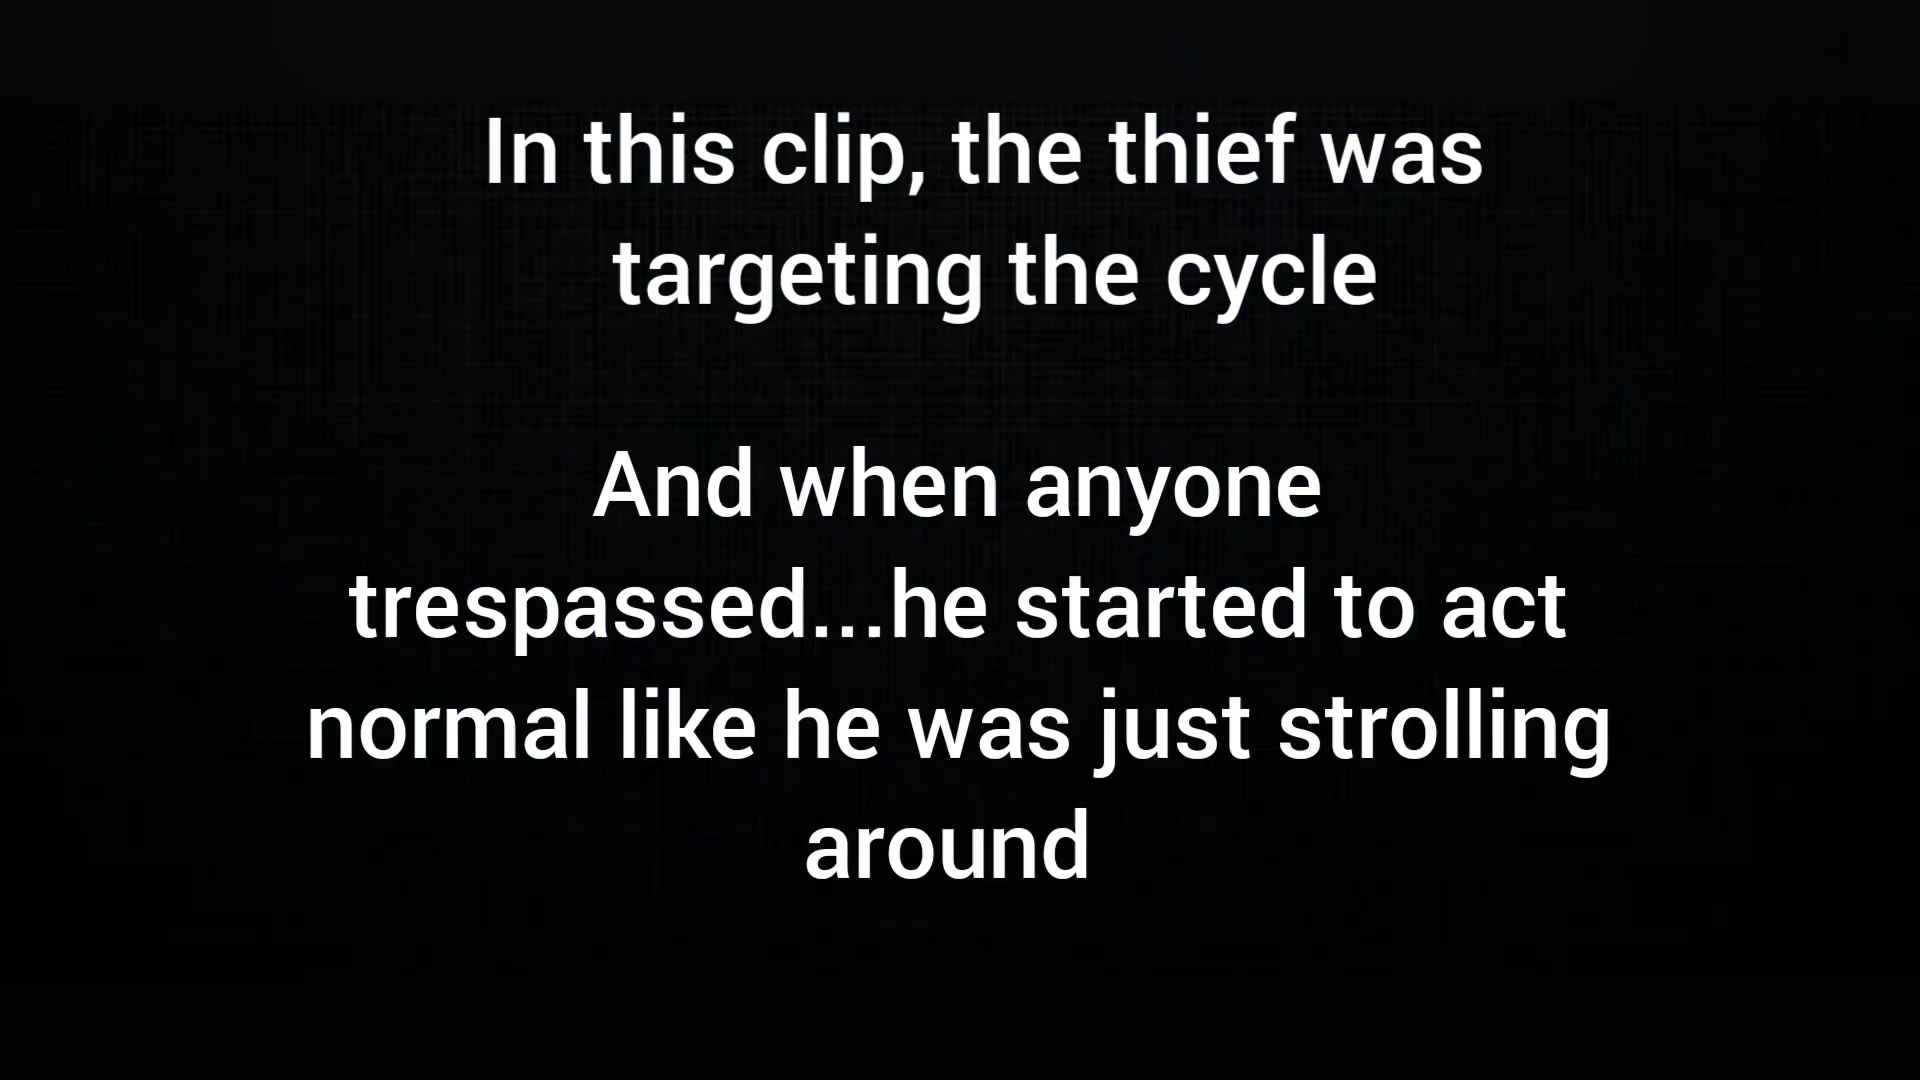 In this clip, the thief was
targeting the cycle
And when anyone
trespassed...he started to act
normal like he was just strolling
around